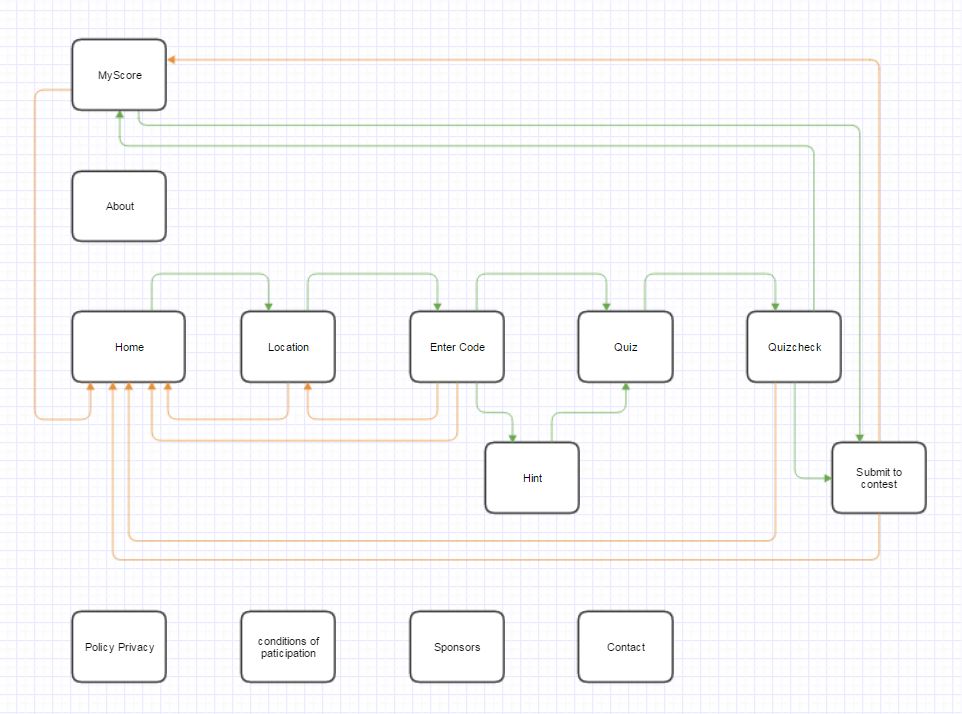 MyScore
About
Home
Location
Enter Code
Quiz
Quizcheck
Hint
Submit to
contest
Policy Privacy
conditions of
paticipation
Sponsors
Contact